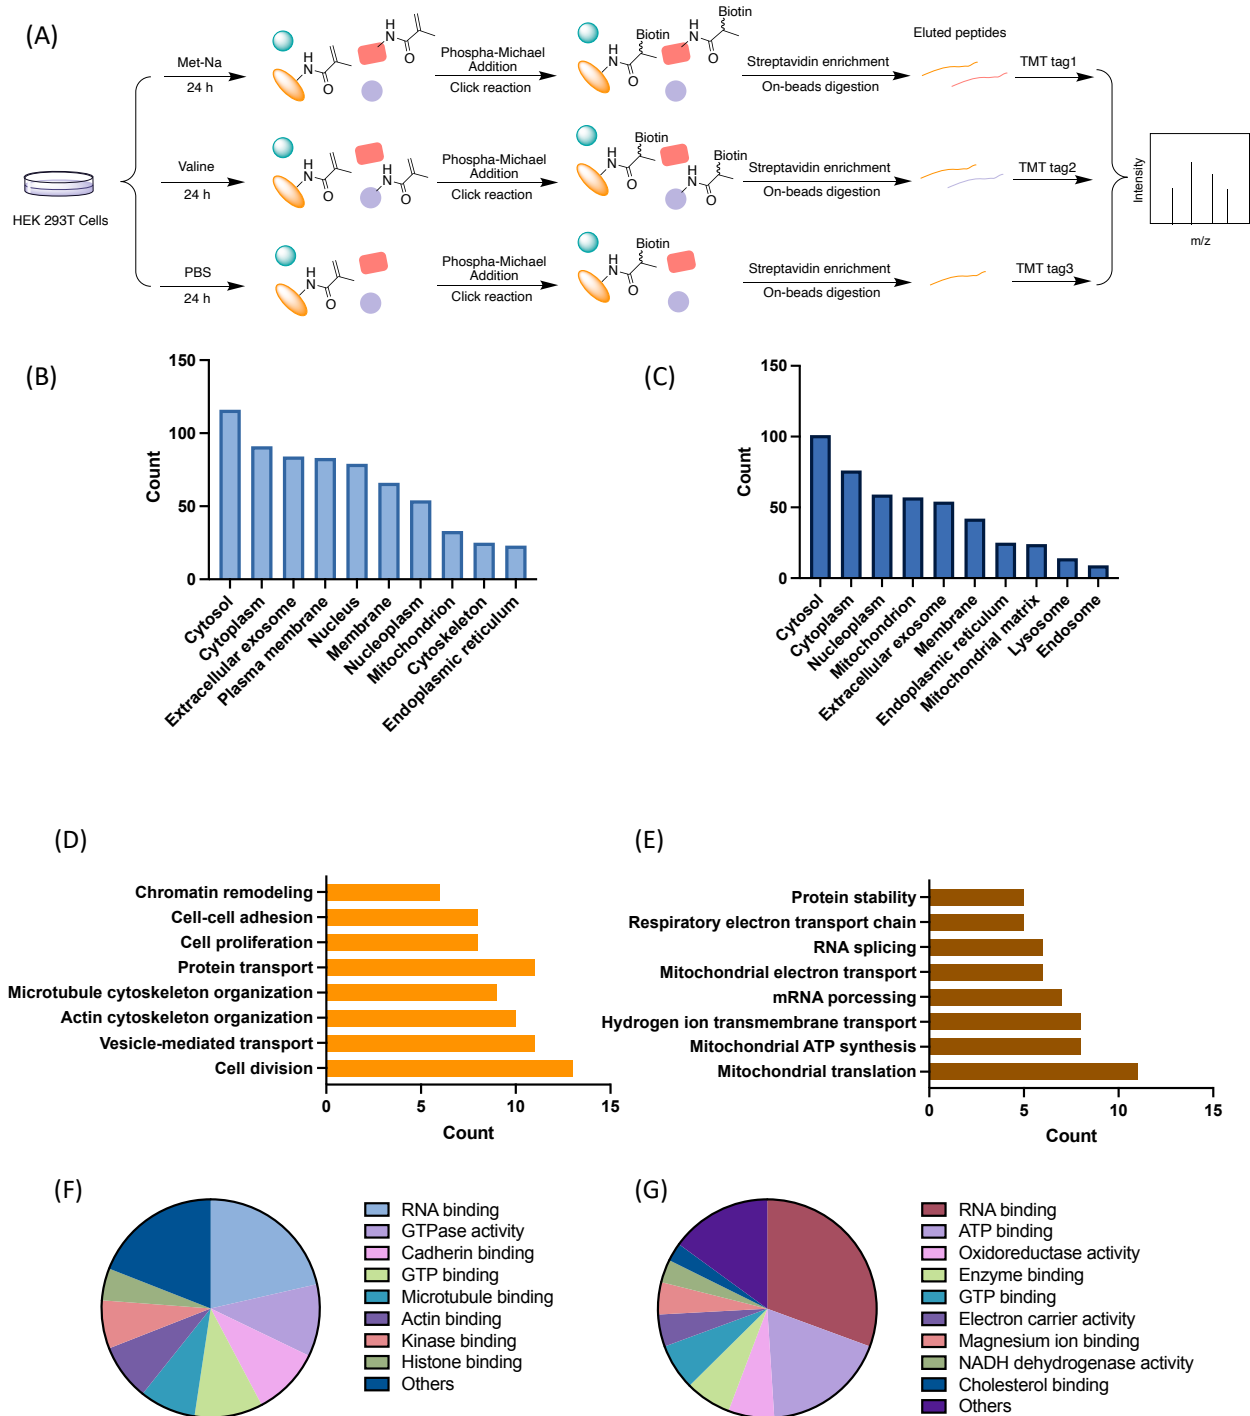 (A)
HEK 293T Cells
Met-Na
24 h
Valine
24 h
PBS
24 h
H
N
O
N
H
O
H
N
O
N
H
O
H
N
O
Phospha-Michael
Addition
Click reaction
Phospha-Michael
Addition
Click reaction
Phospha-Michael
Addition
Click reaction
Biotin
H
N
O
Biotin
N
H
O
Biotin
H
N
O
Biotin
N
H
O
Biotin
H
N
O
Streptavidin enrichment
On-beads digestion
Streptavidin enrichment
On-beads digestion
Streptavidin enrichment
On-beads digestion
Eluted peptides
TMT tag1
TMT tag2
TMT tag3
Intensity
m/z
(B)
150
100
50
0
Count
Cytosol
Cytoplasm
Extracellular exosome
Plasma membrane
Nucleus
Membrane
Nucleoplasm
Mitochondrion
Cytoskeleton
Endoplasmic reticulum
(C)
150
100
50
0
Count
Cytosol
Cytoplasm
Nucleoplasm
Mitochondrion
Extracellular exosome
Membrane
Endoplasmic reticulum
Mitochondrial matrix
Lysosome
Endosome
(D)
Chromatin remodeling
Cell-cell adhesion
Cell proliferation
Protein transport
Microtubule cytoskeleton organization
Actin cytoskeleton organization
Vesicle-mediated transport
Cell division
0 5 10 15
Count
(E)
Protein stability
Respiratory electron transport chain
RNA splicing
Mitochondrial electron transport
mRNA porcessing
Hydrogen ion transmembrane transport
Mitochondrial ATP synthesis
Mitochondrial translation
0 5 10 15
Count
(F)
RNA binding
GTPase activity
Cadherin binding
GTP binding
Microtubule binding
Actin binding
Kinase binding
Histone binding
Others
(G)
RNA binding
ATP binding
Oxidoreductase activity
Enzyme binding
GTP binding
Electron carrier activity
Magnesium ion binding
NADH dehydrogenase activity
Cholesterol binding
Others